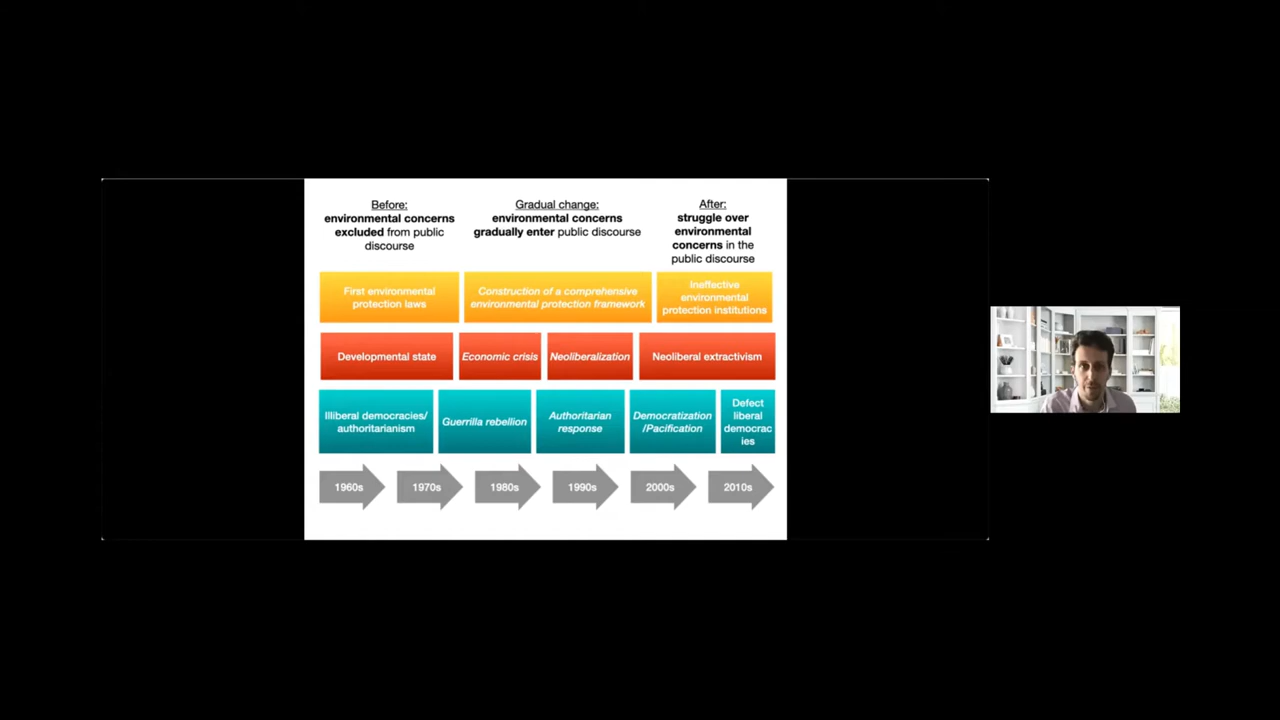 Before:
environmental concerns
excluded from public
discourse
Gradual change:
environmental concerns
gradually enter public discourse
After:
struggle over
environmental
concerns in the
public discourse
First environmental
protection laws
Construction of a comprehensive
environmental protection framework
Ineffective
environmental
protection institutions
Developmental state
Economic crisis
Neoliberalization
Neoliberal extractivism
Illiberal democracies/
authoritarianism
Guerrilla rebellion
Authoritarian
response
Democratization
/Pacification
Defect
liberal
democrac
ies
1960s
1970s
1980s
1990s
2000s
2010s